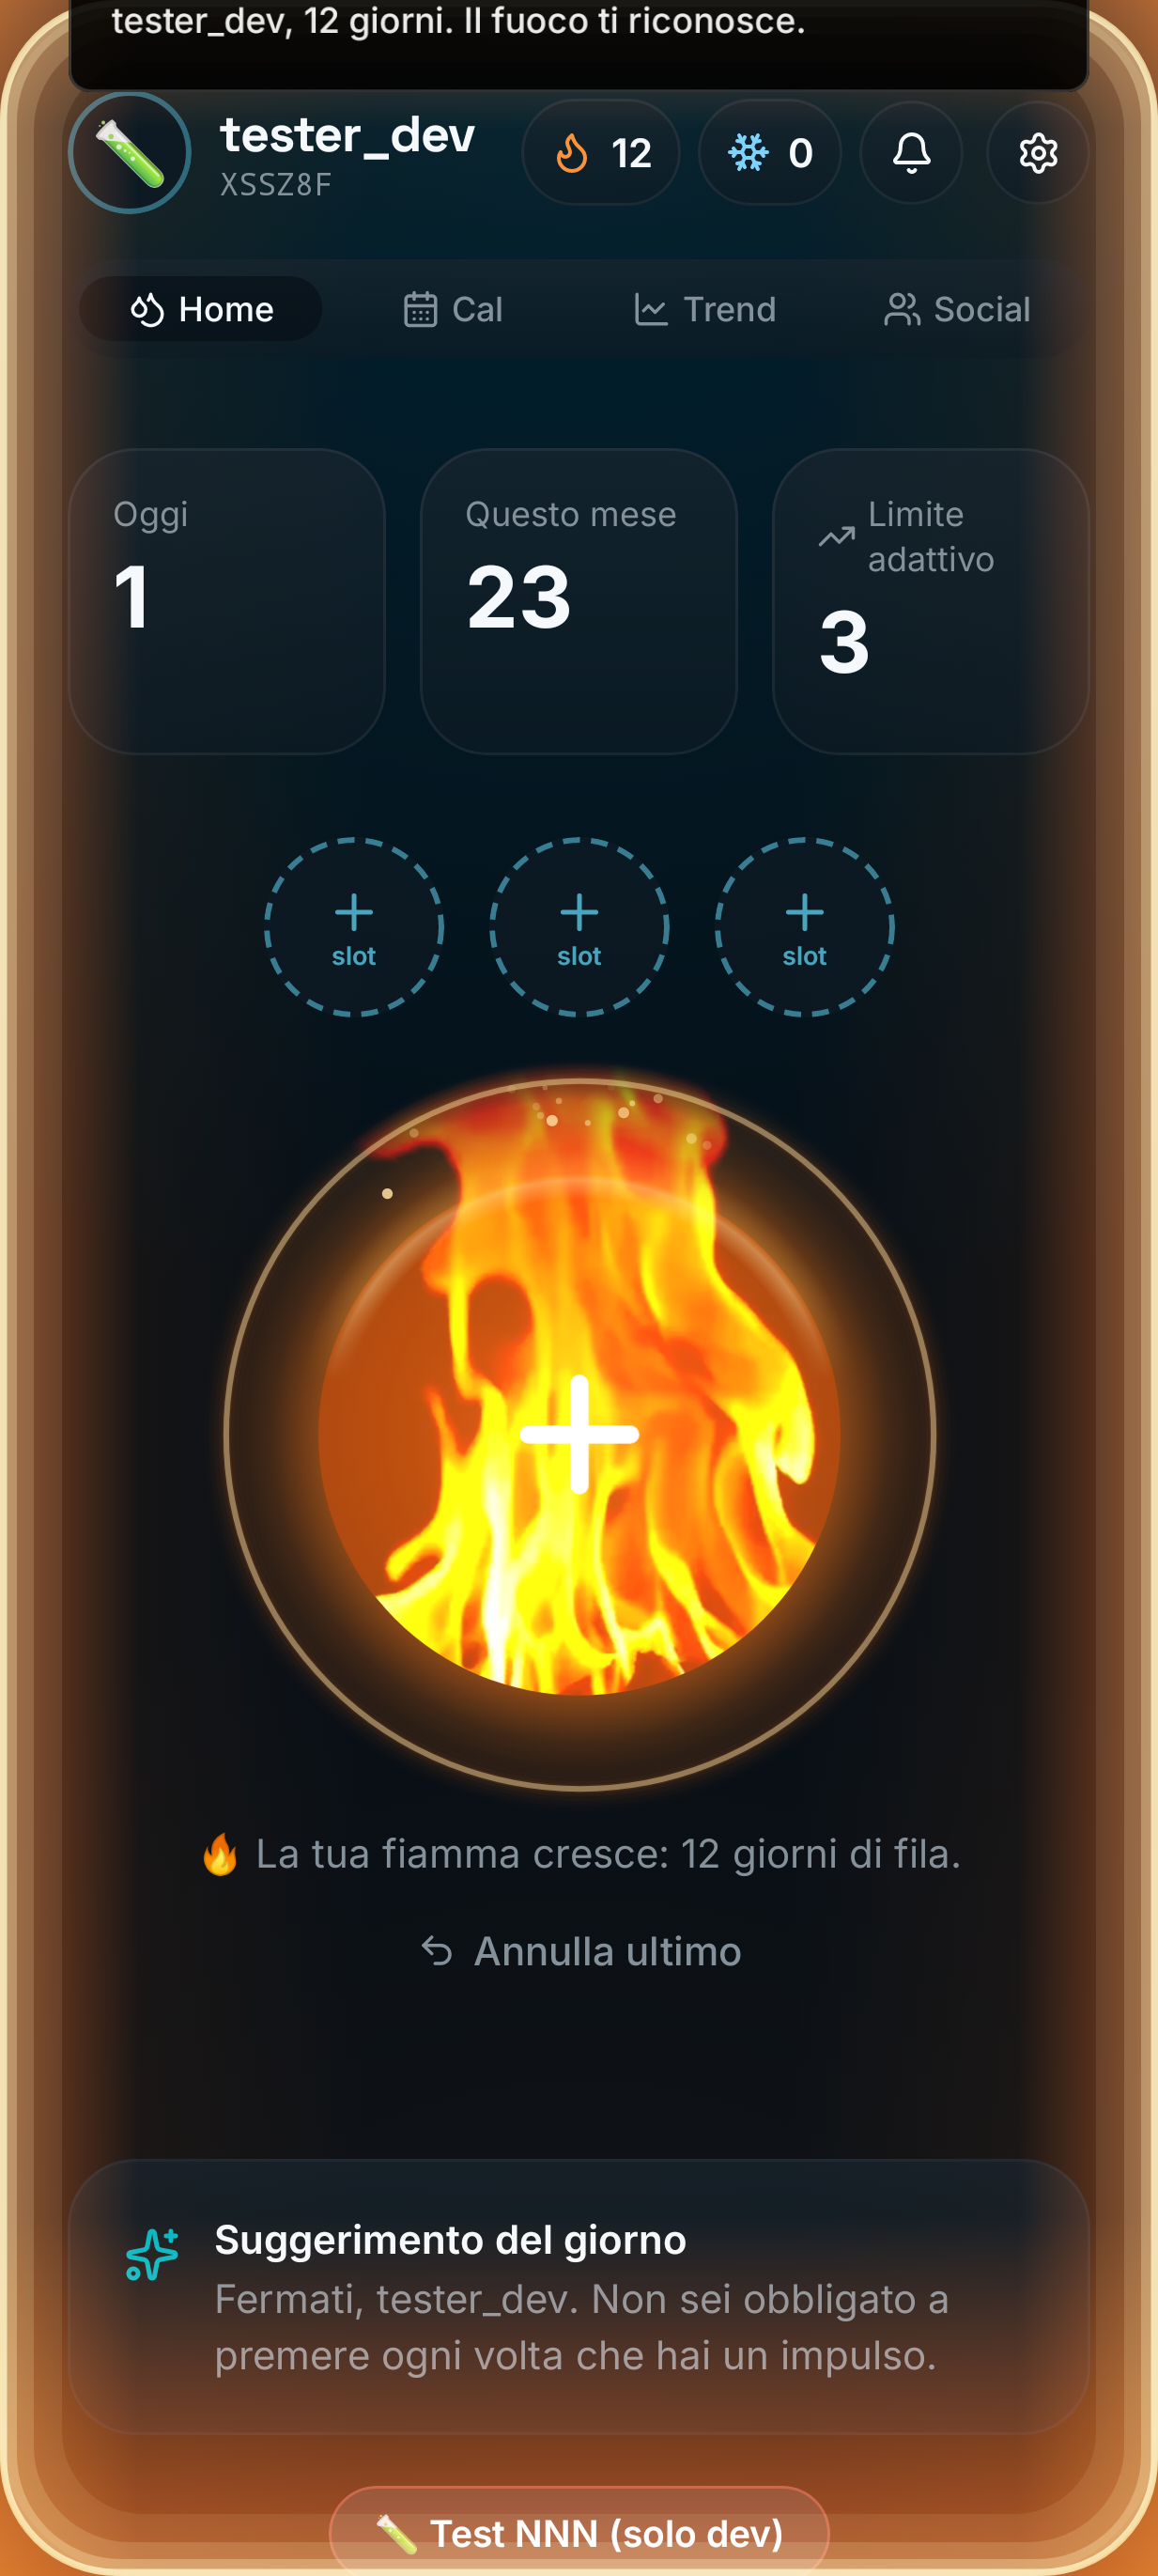 tester_dev, 12 giorni. Il fuoco ti riconosce.
tester_dev
XSSZ8F
12
0
Home
Cal
Trend
Social
Oggi
1
Questo mese
23
Limite
adattivo
3
slot
slot
slot
La tua fiamma cresce: 12 giorni di fila.
Annulla ultimo
Suggerimento del giorno
Fermati, tester_dev. Non sei obbligato a
premere ogni volta che hai un impulso.
Test NNN (solo dev)